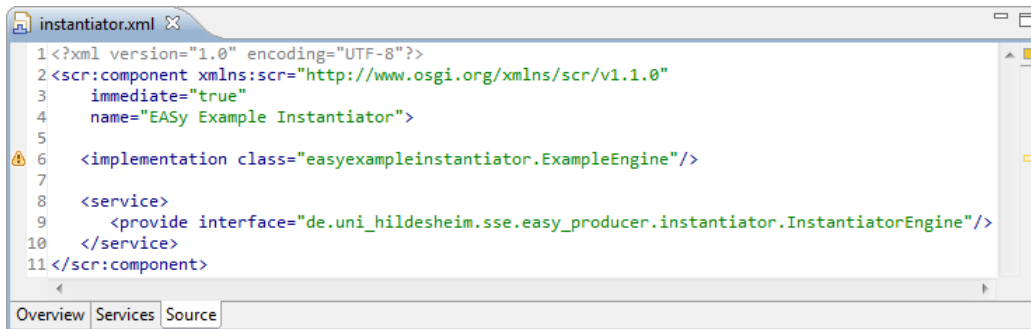 instantiator.xml
1 <?xml version="1.0" encoding="UTF-8"?>
2 <scr:component xmlns:scr="http://www.osgi.org/xmlns/scr/v1.1.0"
3     immediate="true"
4     name="EASy Example Instantiator">
5
6    <implementation class="easyexampleinstantiator.ExampleEngine"/>
7
8    <service>
9       <provide interface="de.uni_hildesheim.sse.easy_producer.instantiator.InstantiatorEngine"/>
10    </service>
11 </scr:component>
Overview Services Source